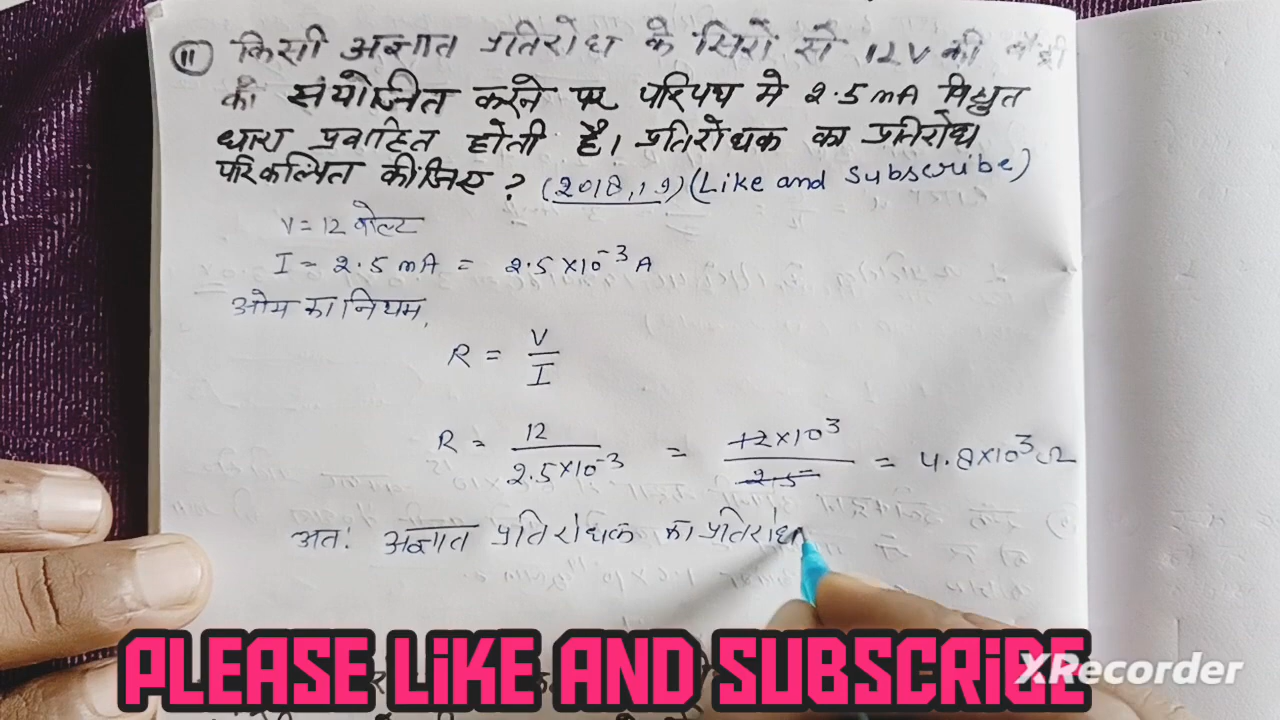 11 किसी अज्ञात प्रतिरोध के सिरों से 12V की
को संयोजित करने पर परिपथ मे 2.5 mA विद्युत
धारा प्रवाहित होती है। प्रतिरोधक का प्रतिरोध
परिकल्पित कीजिए ? (2018,19) (Like and Subscribe)
V = 12 वोल्ट
I = 2.5 mA = 2.5 × 10⁻³ A
ओम का नियम,
R = V / I
R = 12 / 2.5×10⁻³ = 12×10³ / 2.5 = 4.8×10³ Ω
अतः अज्ञात प्रतिरोधक का प्रतिरोध
PLEASE LiKE AND SUBSCRiBE
XRecorder